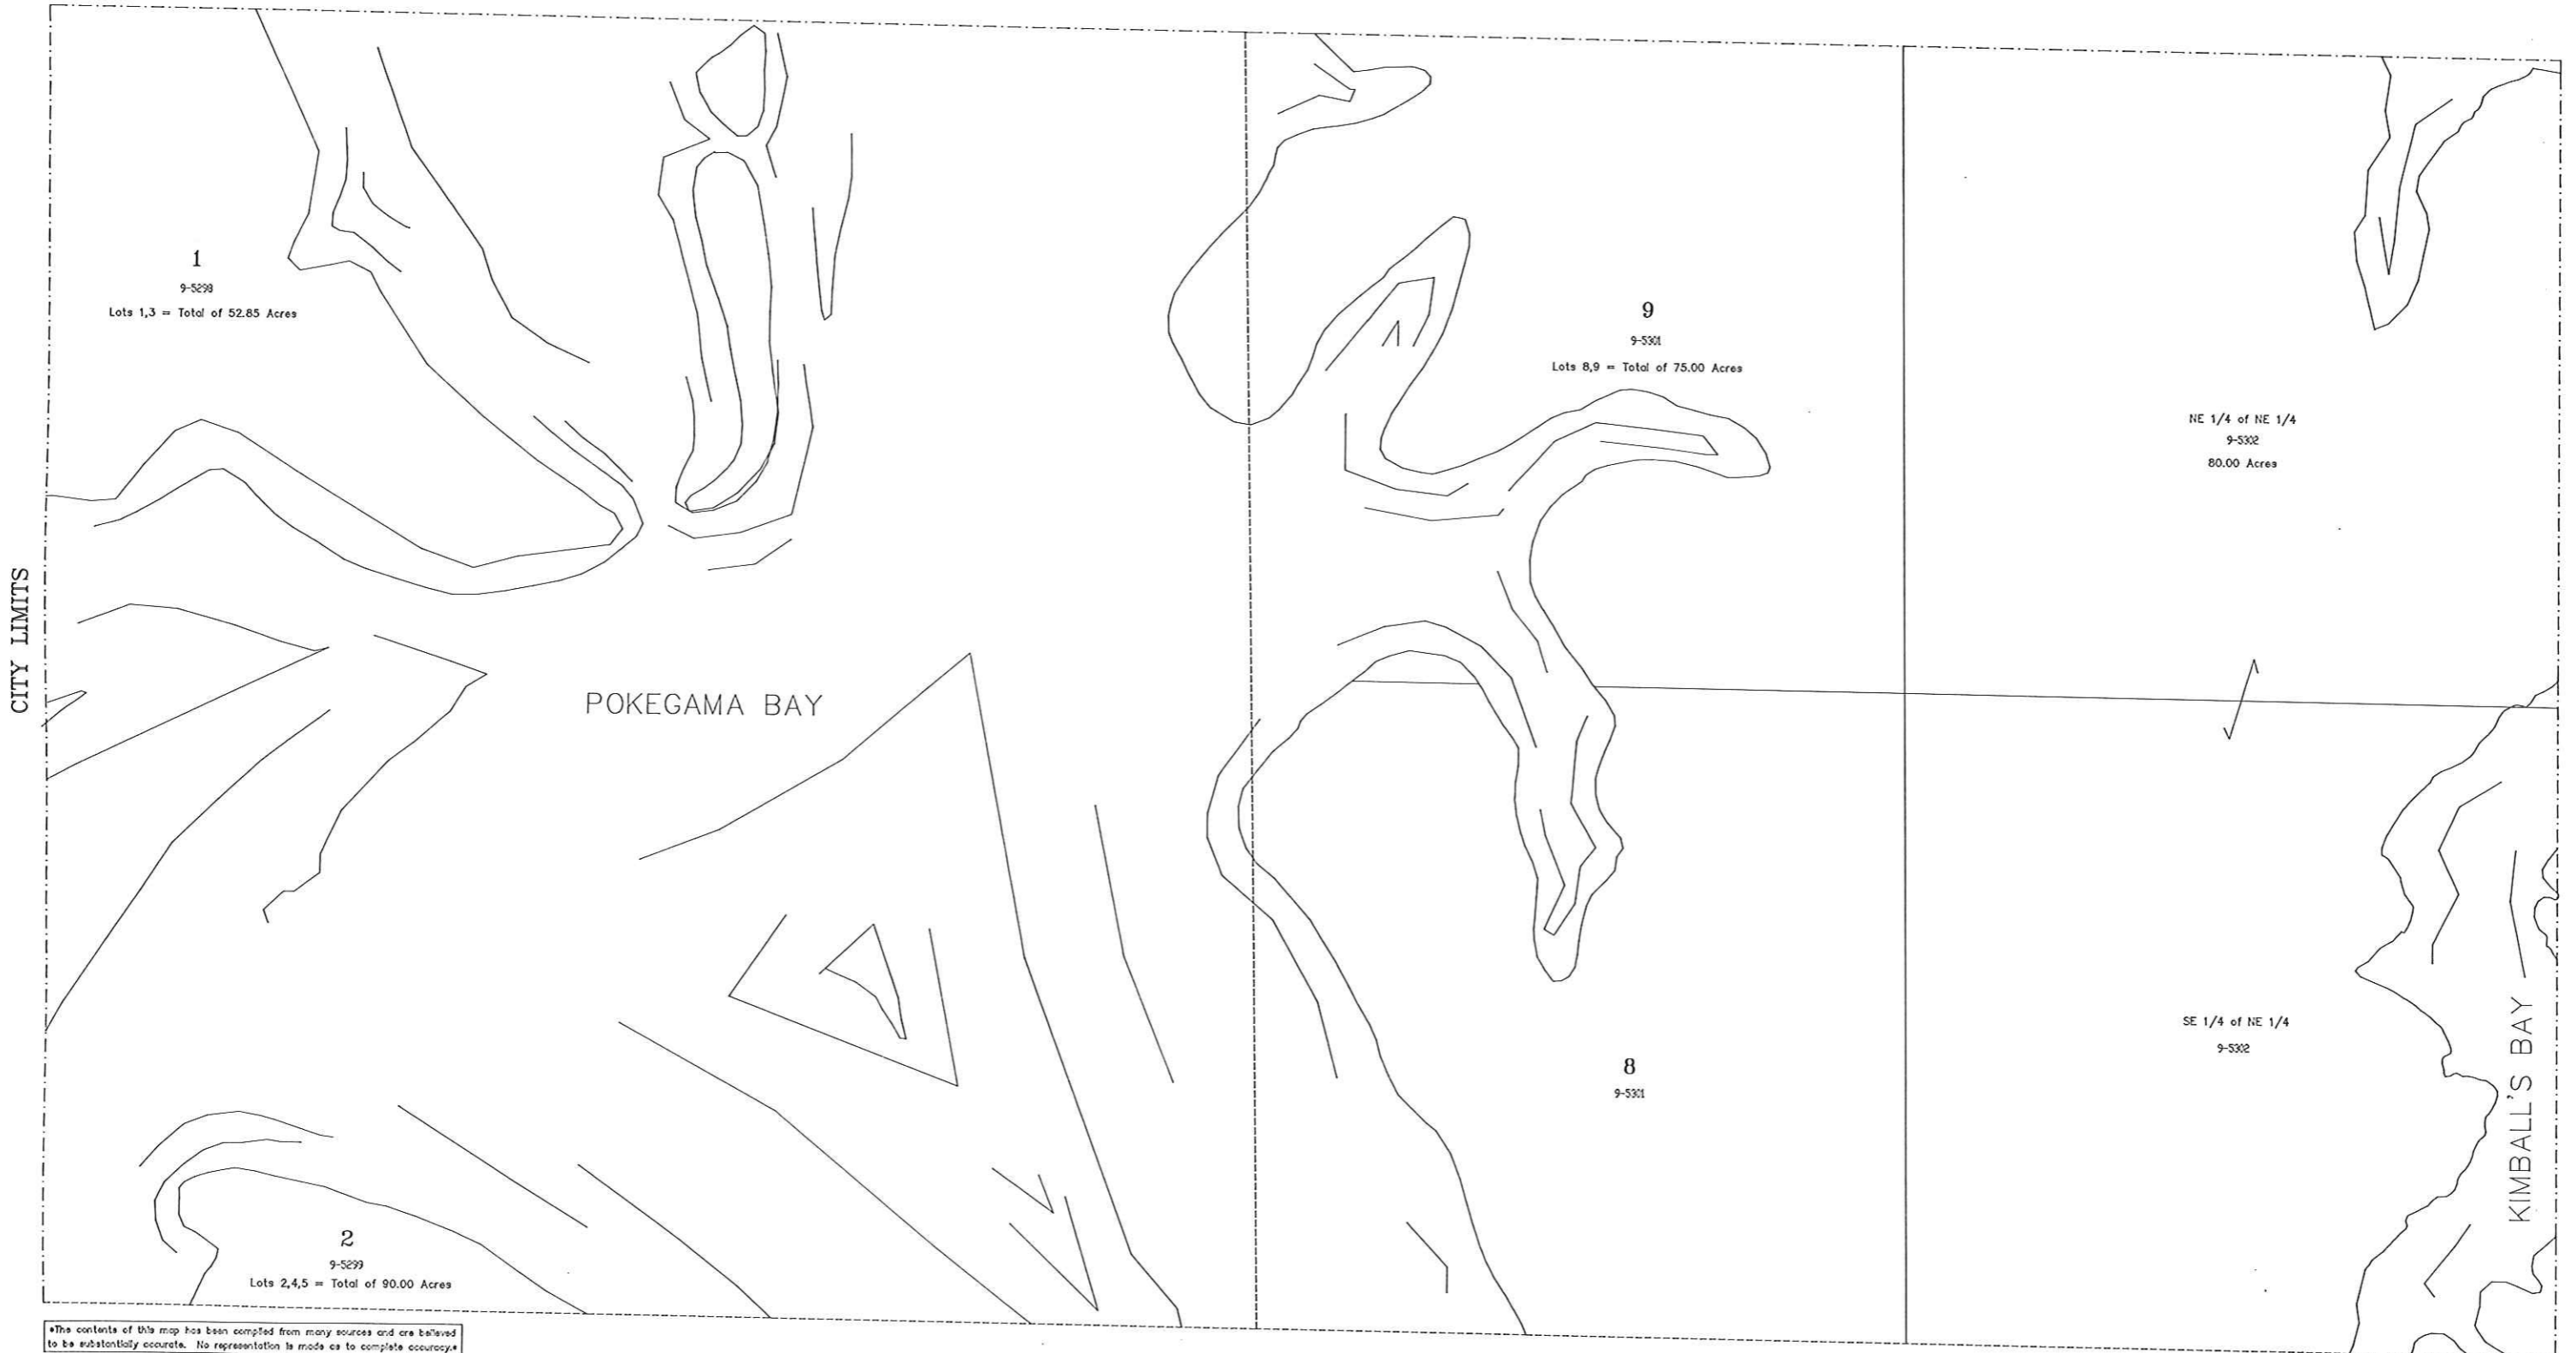 1
9-5298
Lots 1,3 = Total of 52.85 Acres
9
9-5301
Lots 8,9 = Total of 75.00 Acres
NE 1/4 of NE 1/4
9-5302
80.00 Acres
CITY LIMITS
POKEGAMA BAY
8
9-5301
SE 1/4 of NE 1/4
9-5302
KIMBALL'S BAY
2
9-5299
Lots 2,4,5 = Total of 90.00 Acres
*The contents of this map has been compiled from many sources and are believed
to be substantially accurate. No representation is made as to complete accuracy.*